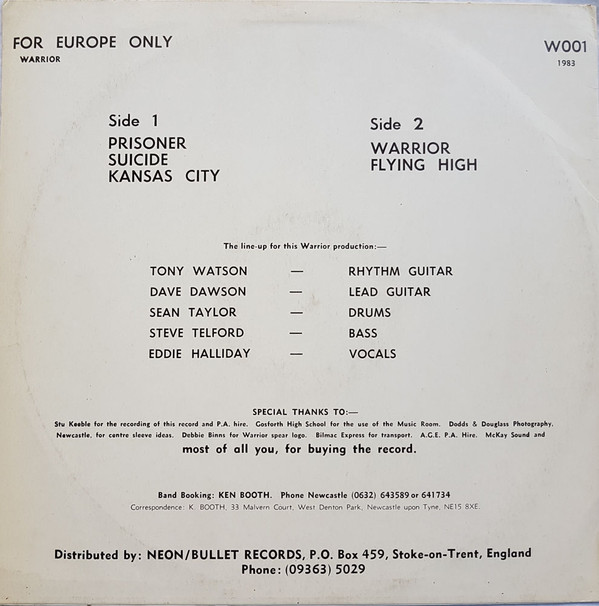 FOR EUROPE ONLY
WARRIOR
W001
1983
Side 1
PRISONER
SUICIDE
KANSAS CITY
Side 2
WARRIOR
FLYING HIGH
The line-up for this Warrior production:—
TONY WATSON — RHYTHM GUITAR
DAVE DAWSON — LEAD GUITAR
SEAN TAYLOR — DRUMS
STEVE TELFORD — BASS
EDDIE HALLIDAY — VOCALS
SPECIAL THANKS TO:—
Stu Keeble for the recording of this record and P.A. hire. Gosforth High School for the use of the Music Room. Dodds & Douglass Photography,
Newcastle, for centre sleeve ideas. Debbie Binns for Warrior spear logo. Bilmac Express for transport. A.G.E. P.A. Hire. McKay Sound and
most of all you, for buying the record.
Band Booking: KEN BOOTH. Phone Newcastle (0632) 643589 or 641734
Correspondence: K. BOOTH, 33 Malvern Court, West Denton Park, Newcastle upon Tyne, NE15 8XE.
Distributed by: NEON/BULLET RECORDS, P.O. Box 459, Stoke-on-Trent, England
Phone: (09363) 5029